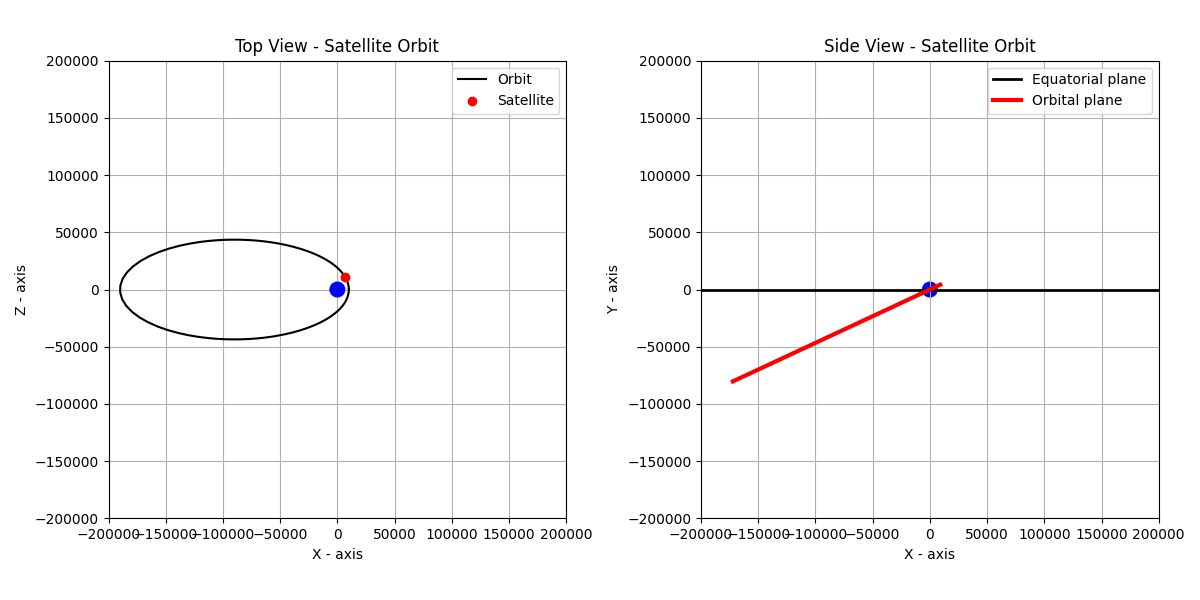 Top View - Satellite Orbit
200000
150000
100000
50000
0
−50000
−100000
−150000
−200000
Z - axis
Orbit
Satellite
−200000 −150000 −100000 −50000 0 50000 100000 150000 200000
X - axis
Side View - Satellite Orbit
200000
150000
100000
50000
0
−50000
−100000
−150000
−200000
Y - axis
Equatorial plane
Orbital plane
−200000 −150000 −100000 −50000 0 50000 100000 150000 200000
X - axis